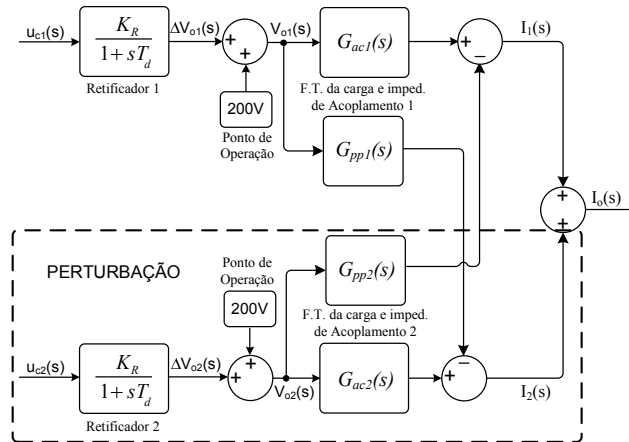 u_c1(s)
K_R
1 + sT_d
Retificador 1
ΔV_o1(s)
+
+
200V
Ponto de
Operação
V_o1(s)
G_ac1(s)
F.T. da carga e imped.
de Acoplamento 1
G_pp1(s)
+
−
I_1(s)
+
+
I_o(s)
PERTURBAÇÃO
Ponto de
Operação
200V
G_pp2(s)
F.T. da carga e imped.
de Acoplamento 2
u_c2(s)
K_R
1 + sT_d
Retificador 2
ΔV_o2(s)
+
+
V_o2(s)
G_ac2(s)
+
−
I_2(s)